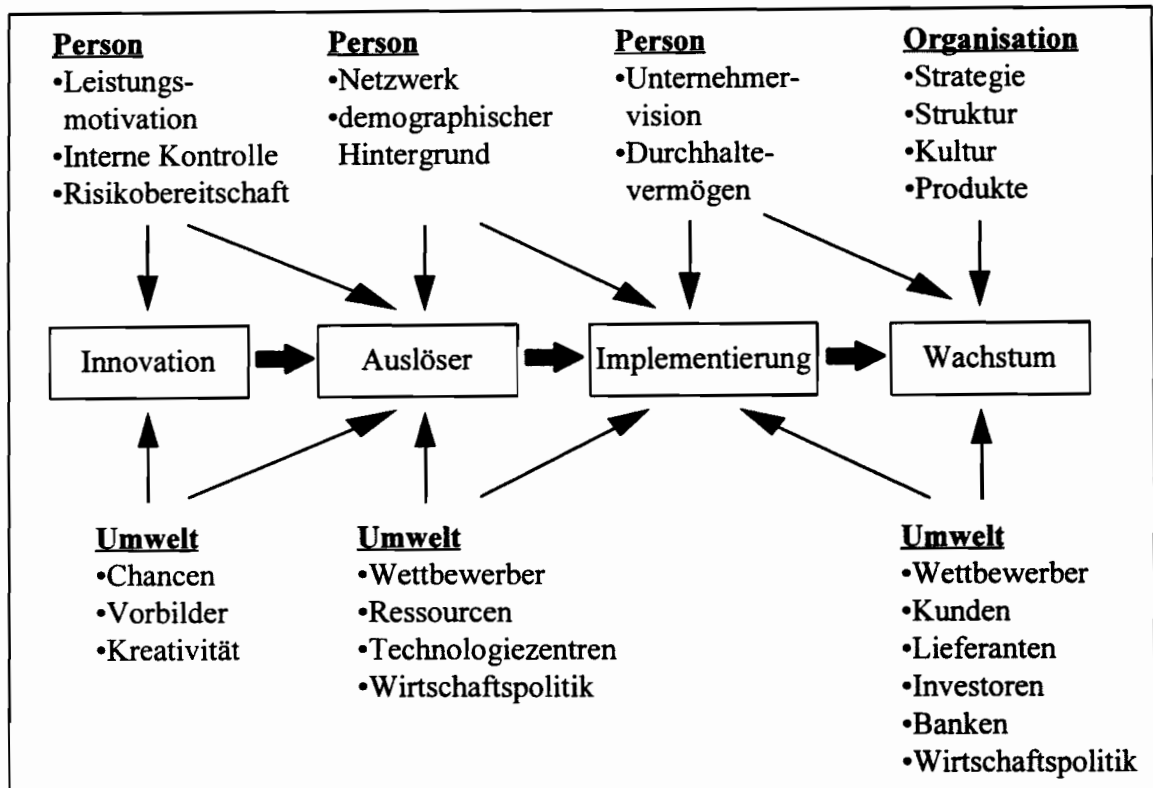 Person
•Leistungs-
motivation
•Interne Kontrolle
•Risikobereitschaft
Person
•Netzwerk
•demographischer
Hintergrund
Person
•Unternehmer-
vision
•Durchhalte-
vermögen
Organisation
•Strategie
•Struktur
•Kultur
•Produkte
Innovation
Auslöser
Implementierung
Wachstum
Umwelt
•Chancen
•Vorbilder
•Kreativität
Umwelt
•Wettbewerber
•Ressourcen
•Technologiezentren
•Wirtschaftspolitik
Umwelt
•Wettbewerber
•Kunden
•Lieferanten
•Investoren
•Banken
•Wirtschaftspolitik